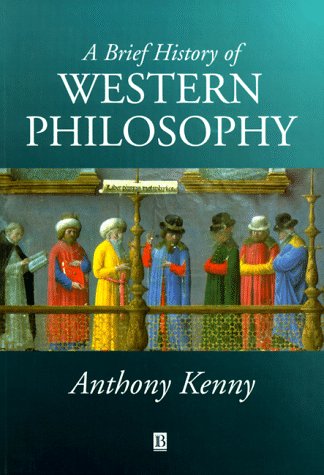 A Brief History of
WESTERN
PHILOSOPHY
Anthony Kenny
B